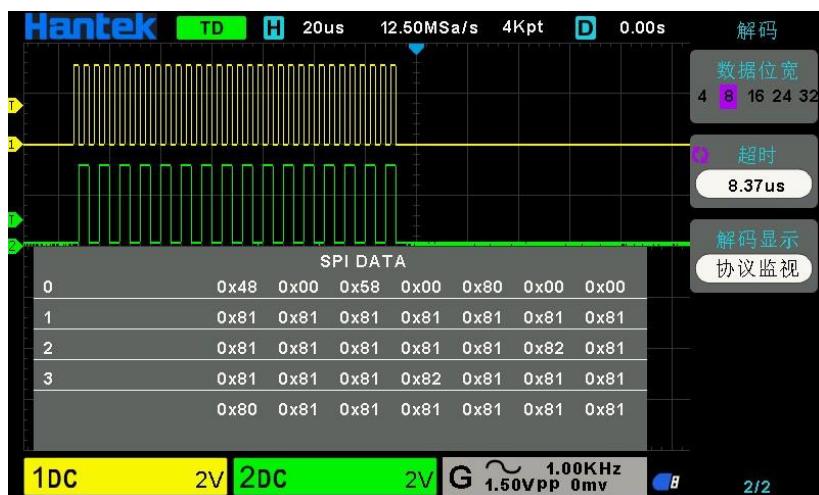 Hantek TD H 20us 12.50MSa/s 4Kpt D 0.00s 解码
数据位宽
4 8 16 24 32
T
1
超时
8.37us
T
2
解码显示
协议监视
SPI DATA
0 0x48 0x00 0x58 0x00 0x80 0x00 0x00
1 0x81 0x81 0x81 0x81 0x81 0x81 0x81
2 0x81 0x81 0x81 0x81 0x81 0x82 0x81
3 0x81 0x81 0x81 0x82 0x81 0x81 0x81
0x80 0x81 0x81 0x81 0x81 0x81 0x81
1DC 2V 2DC 2V G 1.00KHz
1.50Vpp 0mv
2/2